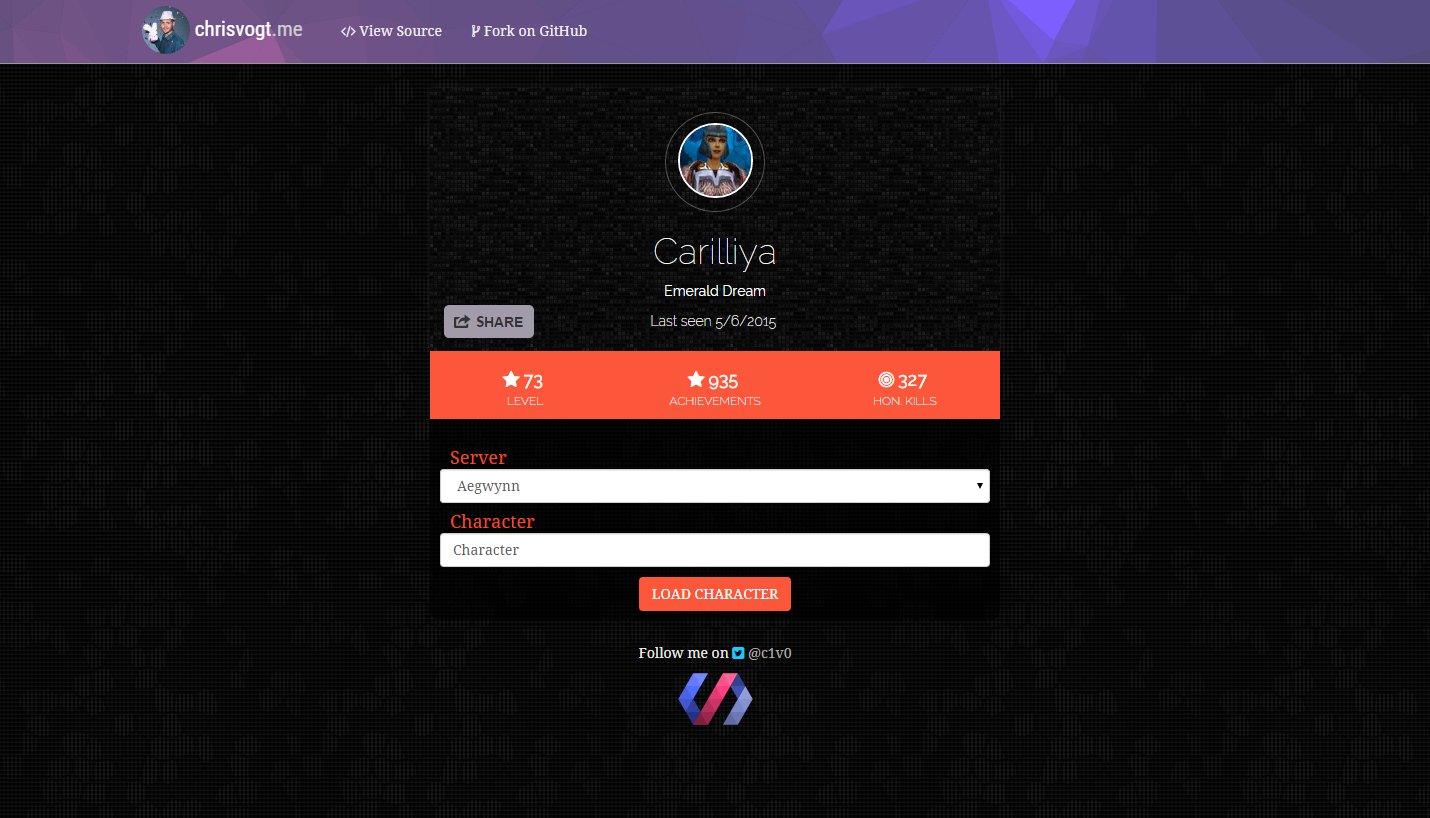 chrisvogt.me
View Source
Fork on GitHub
Carilliya
Emerald Dream
SHARE
Last seen 5/6/2015
73
935
327
LEVEL
ACHIEVEMENTS
HON. KILLS
Server
Aegwynn
Character
Character
LOAD CHARACTER
Follow me on @c1v0